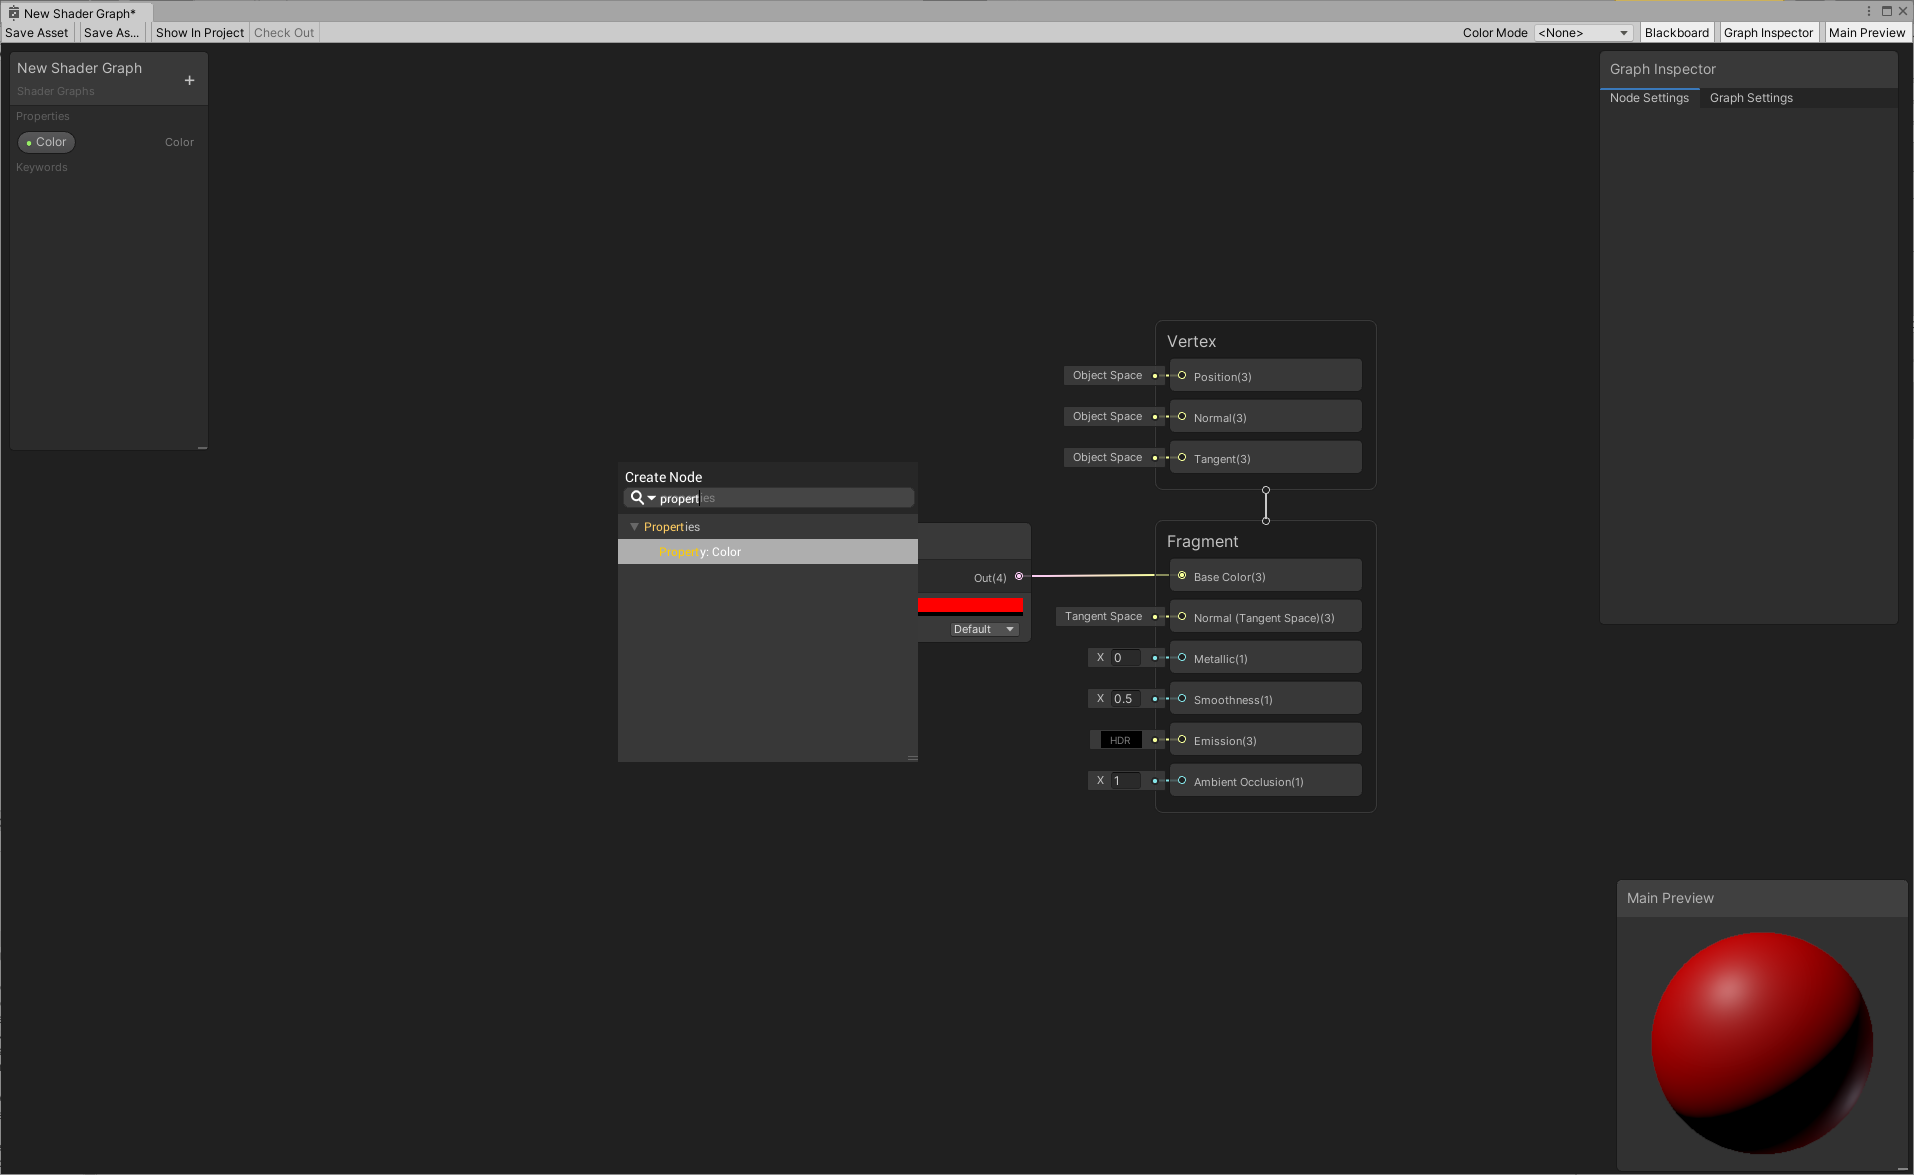 New Shader Graph*
Save Asset
Save As...
Show In Project
Check Out
Color Mode
<None>
Blackboard
Graph Inspector
Main Preview
New Shader Graph
Shader Graphs
Properties
Color
Color
Keywords
Graph Inspector
Node Settings
Graph Settings
Vertex
Object Space
Position(3)
Object Space
Normal(3)
Object Space
Tangent(3)
Create Node
properties
Properties
Property: Color
Out(4)
Default
Fragment
Base Color(3)
Tangent Space
Normal (Tangent Space)(3)
X 0
Metallic(1)
X 0.5
Smoothness(1)
HDR
Emission(3)
X 1
Ambient Occlusion(1)
Main Preview